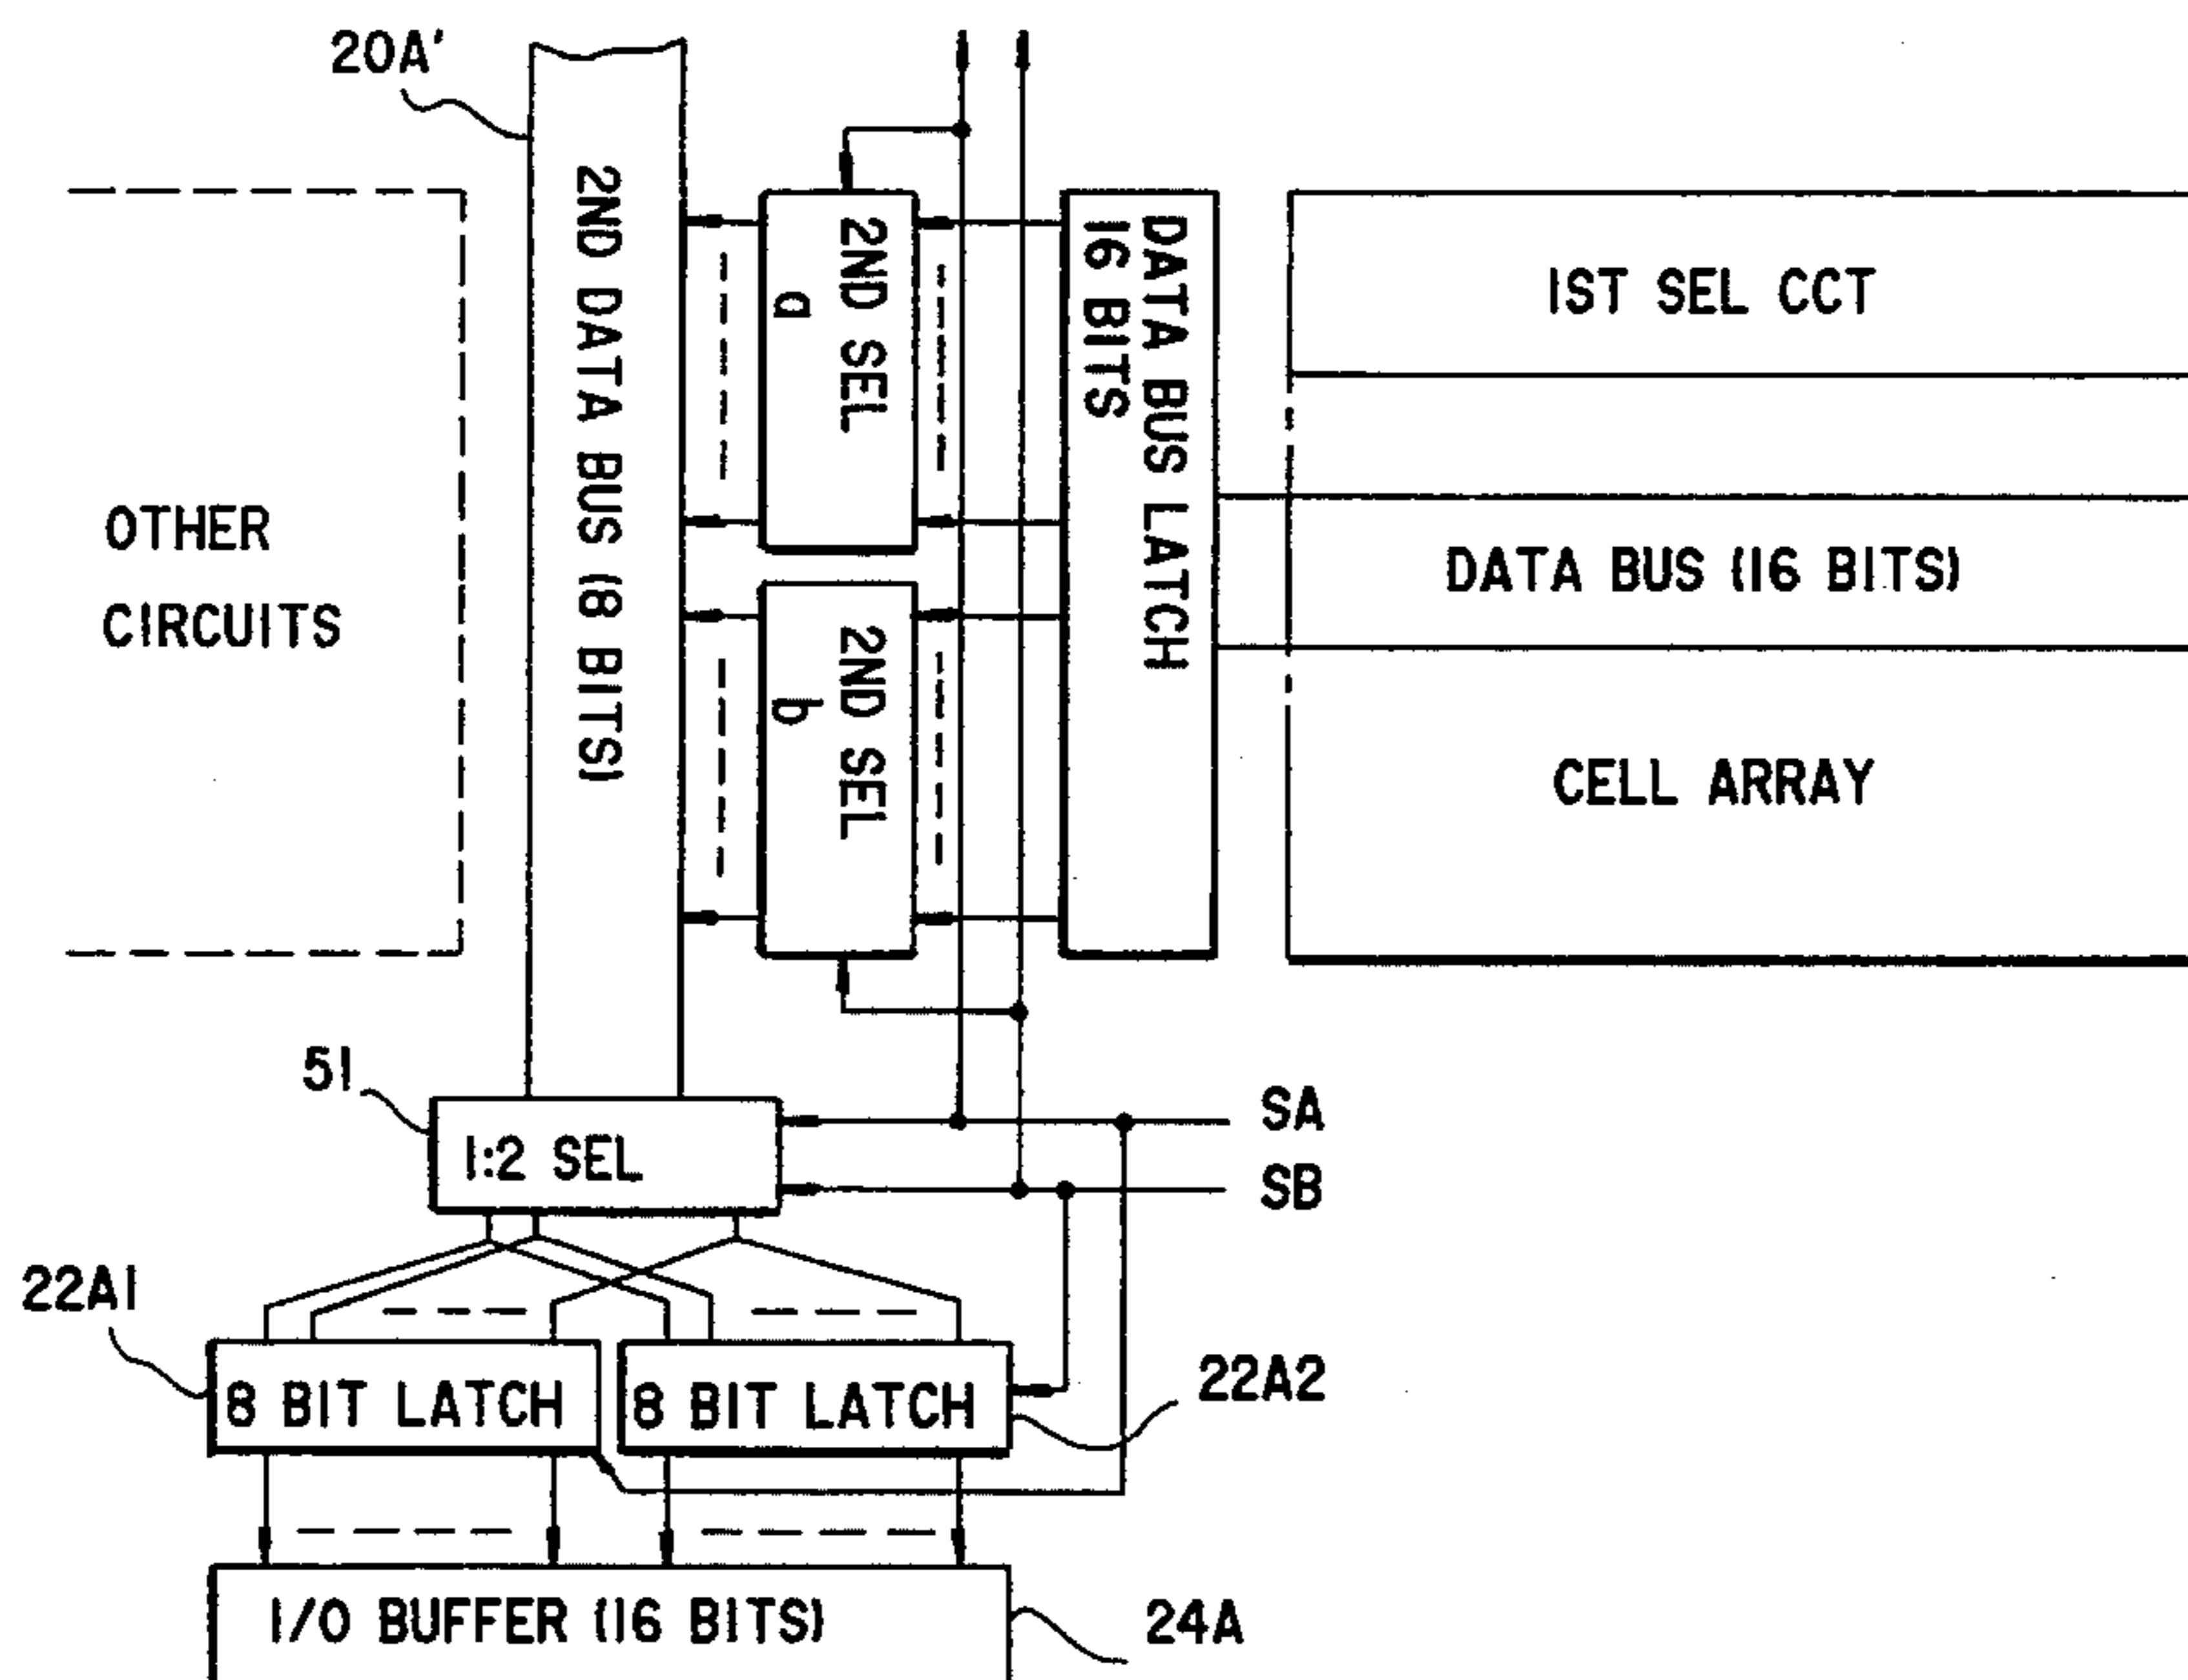 20A'
2ND DATA BUS (8 BITS)
2ND SEL
a
2ND SEL
b
DATA BUS LATCH
16 BITS
1ST SEL CCT
DATA BUS (16 BITS)
CELL ARRAY
OTHER
CIRCUITS
51
1:2 SEL
SA
SB
22A1
8 BIT LATCH
8 BIT LATCH
22A2
I/O BUFFER (16 BITS)
24A